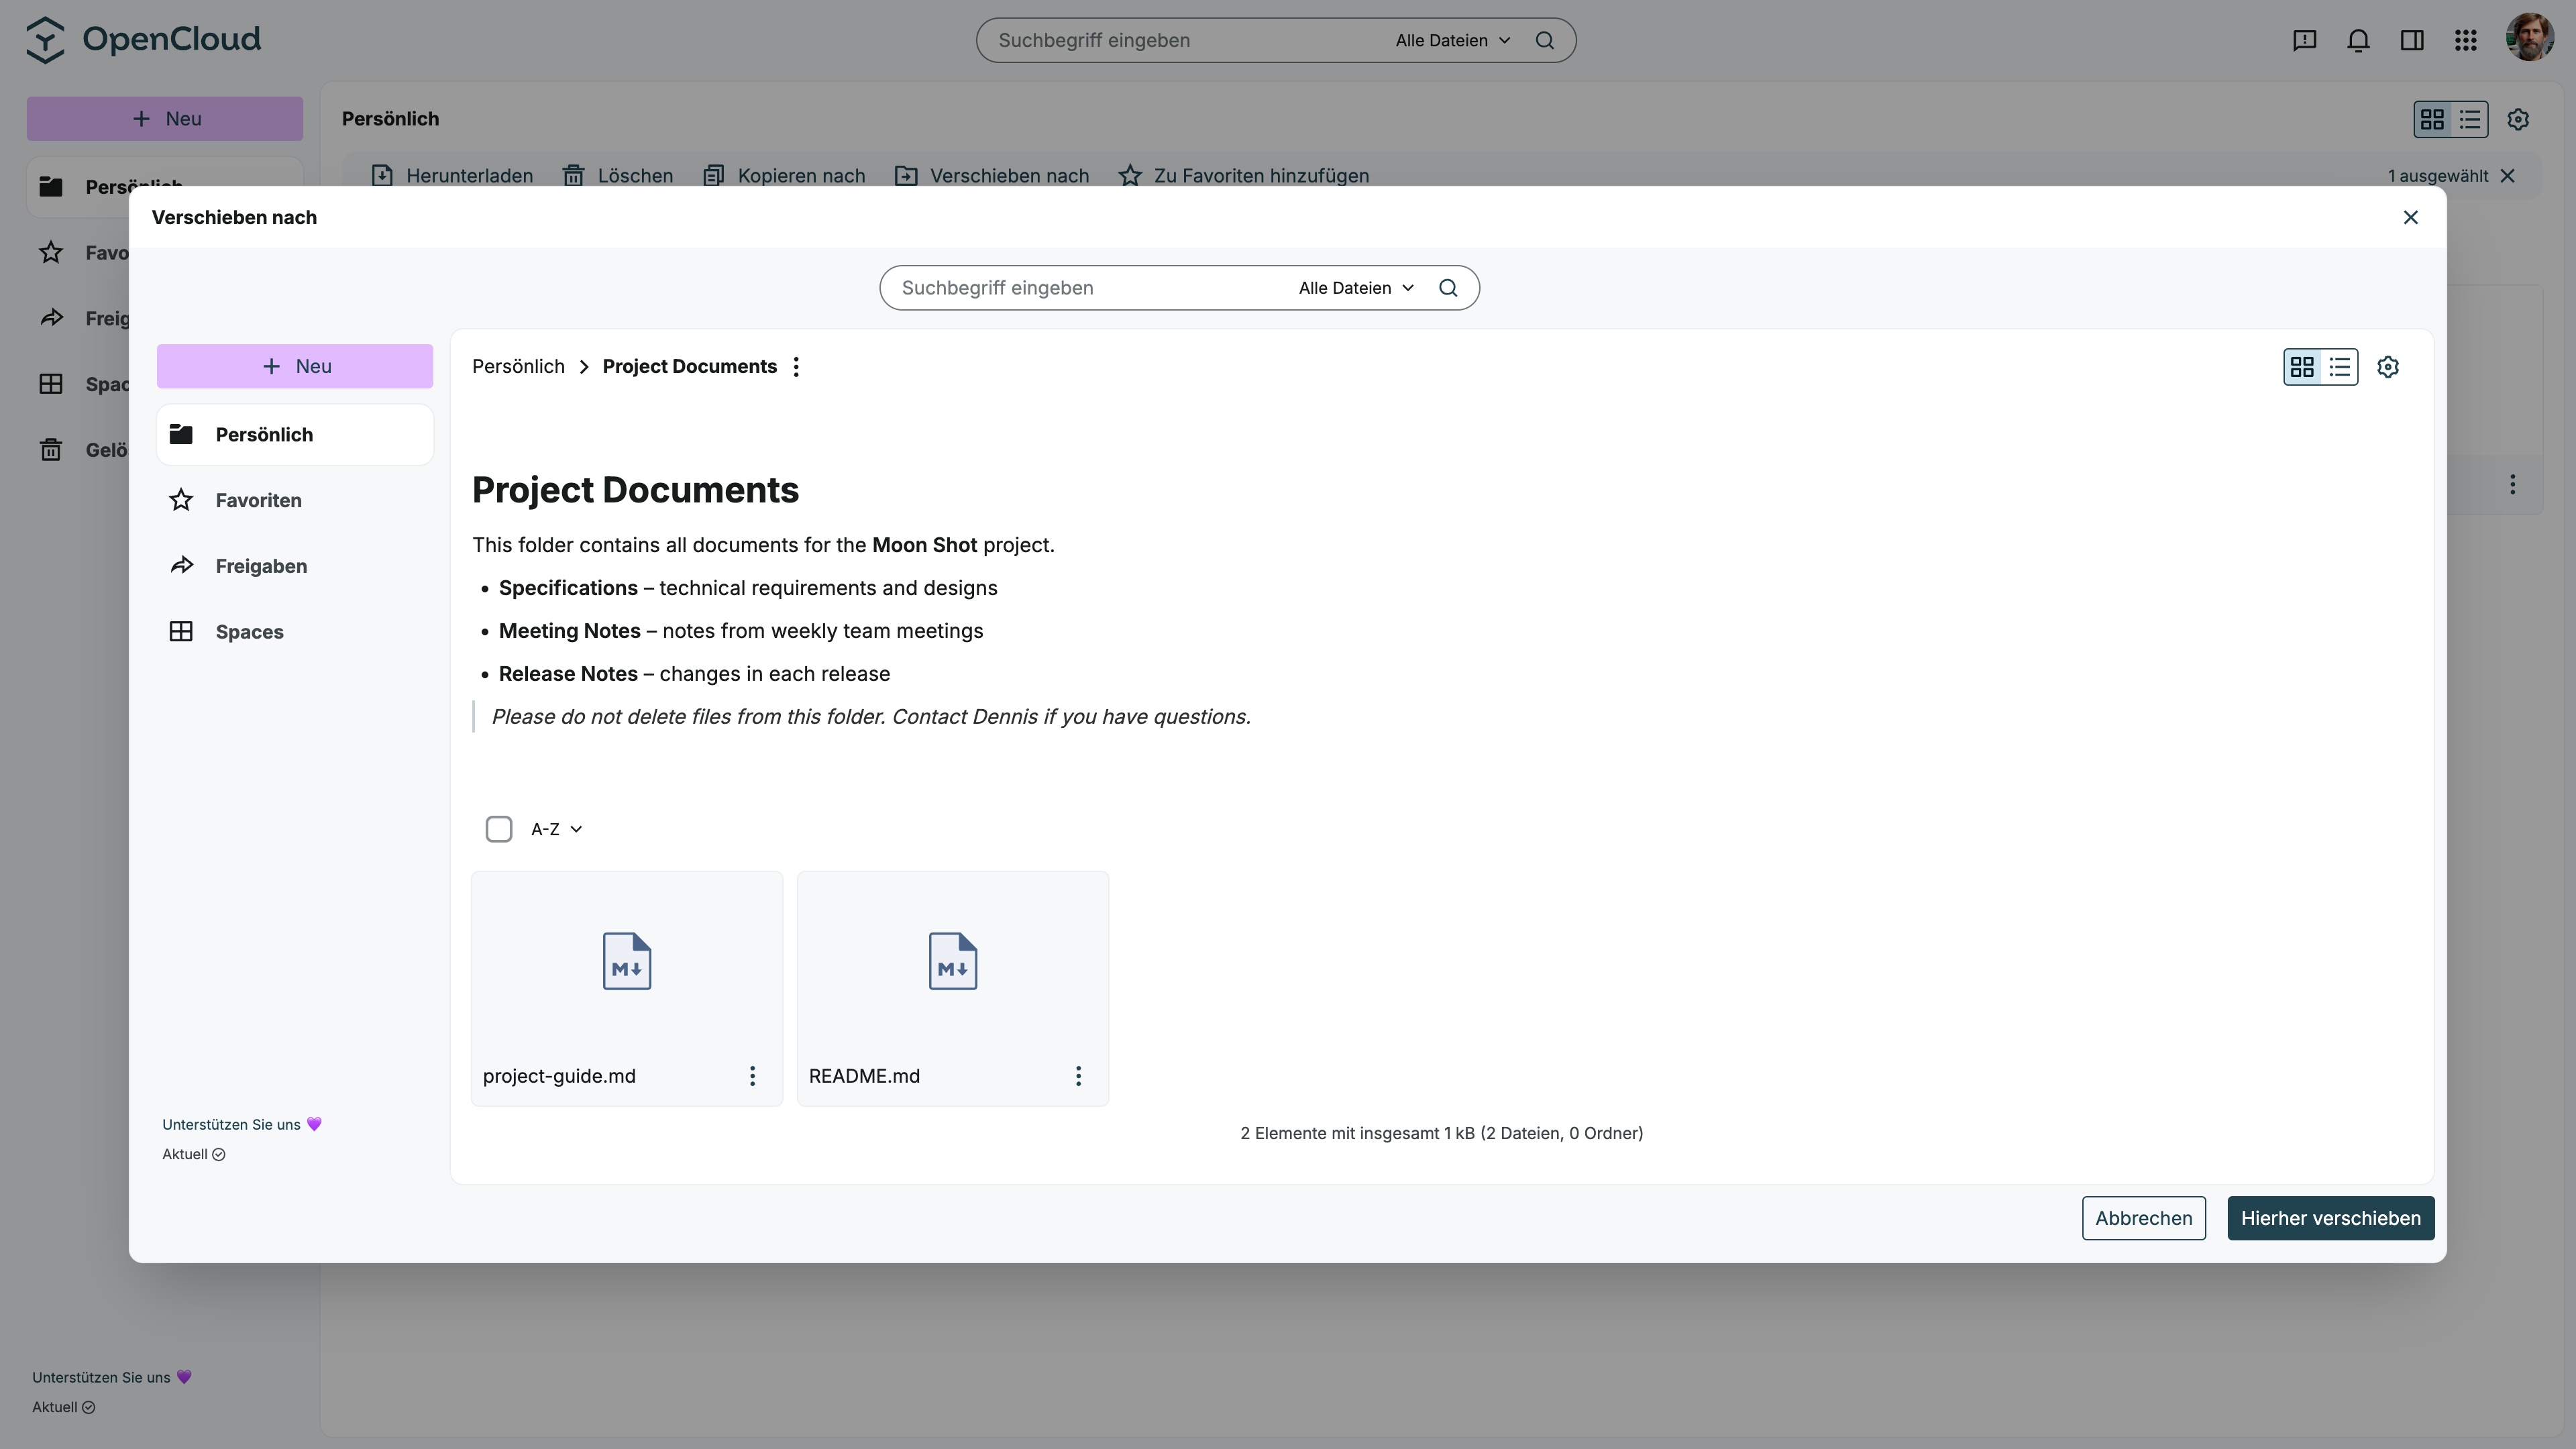 OpenCloud
Suchbegriff eingeben
Alle Dateien
Neu
Persönlich
Persönlich
Herunterladen
Löschen
Kopieren nach
Verschieben nach
Zu Favoriten hinzufügen
1 ausgewählt
Favo
Freig
Spac
Gelö
Verschieben nach
Suchbegriff eingeben
Alle Dateien
Neu
Persönlich
Favoriten
Freigaben
Spaces
Persönlich
Project Documents
Project Documents
This folder contains all documents for the Moon Shot project.
• Specifications – technical requirements and designs
• Meeting Notes – notes from weekly team meetings
• Release Notes – changes in each release
Please do not delete files from this folder. Contact Dennis if you have questions.
A-Z
M
M
project-guide.md
README.md
2 Elemente mit insgesamt 1 kB (2 Dateien, 0 Ordner)
Unterstützen Sie uns 💜
Aktuell
Abbrechen
Hierher verschieben
Unterstützen Sie uns 💜
Aktuell